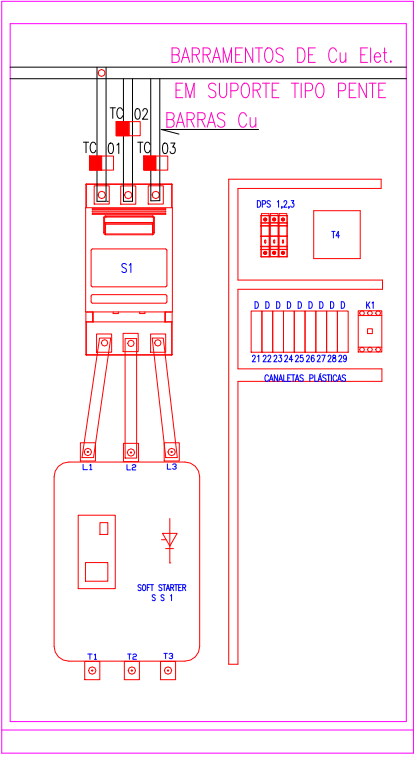 BARRAMENTOS DE Cu Elet.
EM SUPORTE TIPO PENTE
TC 02
BARRAS Cu
TC 01
TC 03
DPS 1,2,3
T4
S1
D D D D D D D D D
K1
21 22 23 24 25 26 27 28 29
CANALETAS PLÁSTICAS
L1
L2
L3
SOFT STARTER
S S 1
T1
T2
T3